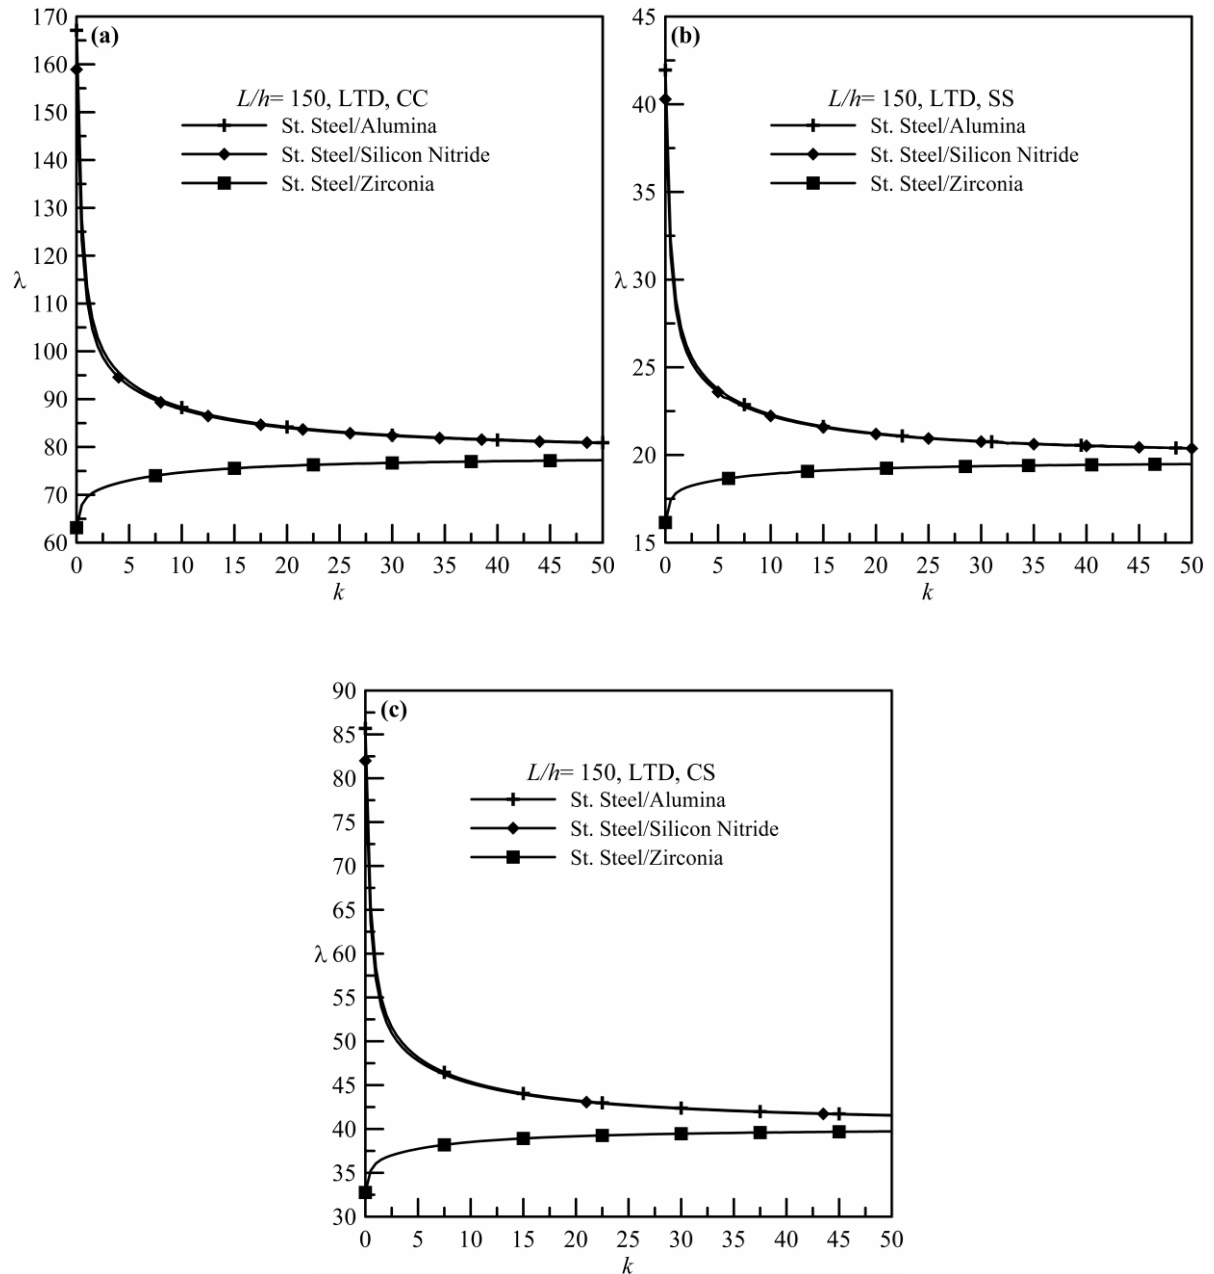 170
160
150
140
130
120
110
100
90
80
70
60
λ
(a)
L/h= 150, LTD, CC
St. Steel/Alumina
St. Steel/Silicon Nitride
St. Steel/Zirconia
0 5 10 15 20 25 30 35 40 45 50
k
45
40
35
30
25
20
15
λ
(b)
L/h= 150, LTD, SS
St. Steel/Alumina
St. Steel/Silicon Nitride
St. Steel/Zirconia
0 5 10 15 20 25 30 35 40 45 50
k
90
85
80
75
70
65
λ 60
55
50
45
40
35
30
(c)
L/h= 150, LTD, CS
St. Steel/Alumina
St. Steel/Silicon Nitride
St. Steel/Zirconia
0 5 10 15 20 25 30 35 40 45 50
k